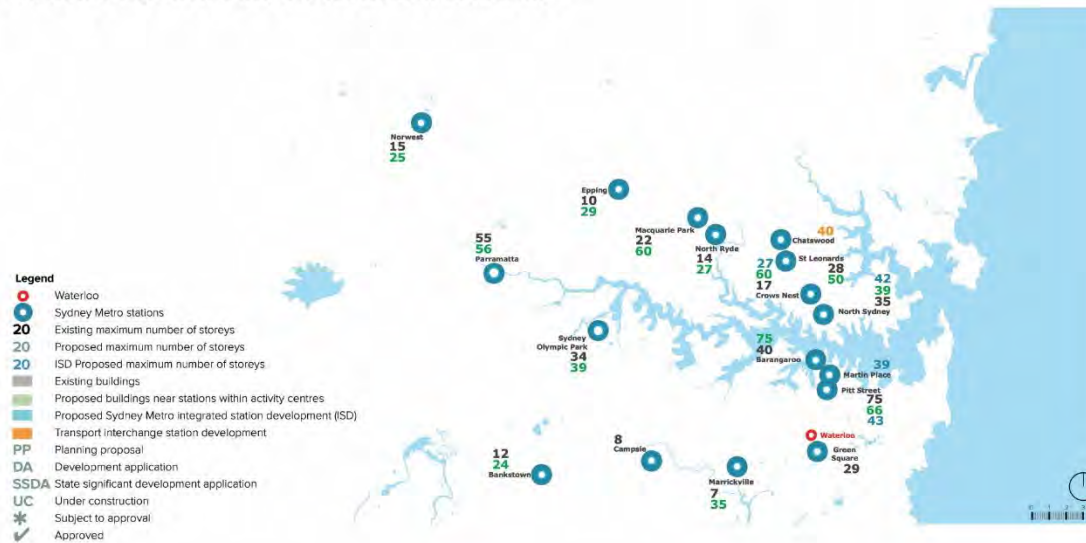 Norwest
15
25
Epping
10
29
Macquarie Park
22
60
North Ryde
14
27
40
Chatswood
St Leonards
28
50
27
60
17
Crows Nest
42
39
35
North Sydney
55
56
Parramatta
Sydney
Olympic Park
34
39
75
40
Barangaroo
39
Martin Place
Pitt Street
75
66
43
Waterloo
Green
Square
29
12
24
Bankstown
8
Campsie
Marrickville
7
35
Legend
Waterloo
Sydney Metro stations
20 Existing maximum number of storeys
20 Proposed maximum number of storeys
20 ISD Proposed maximum number of storeys
Existing buildings
Proposed buildings near stations within activity centres
Proposed Sydney Metro integrated station development (ISD)
Transport interchange station development
PP Planning proposal
DA Development application
SSDA State significant development application
UC Under construction
Subject to approval
Approved